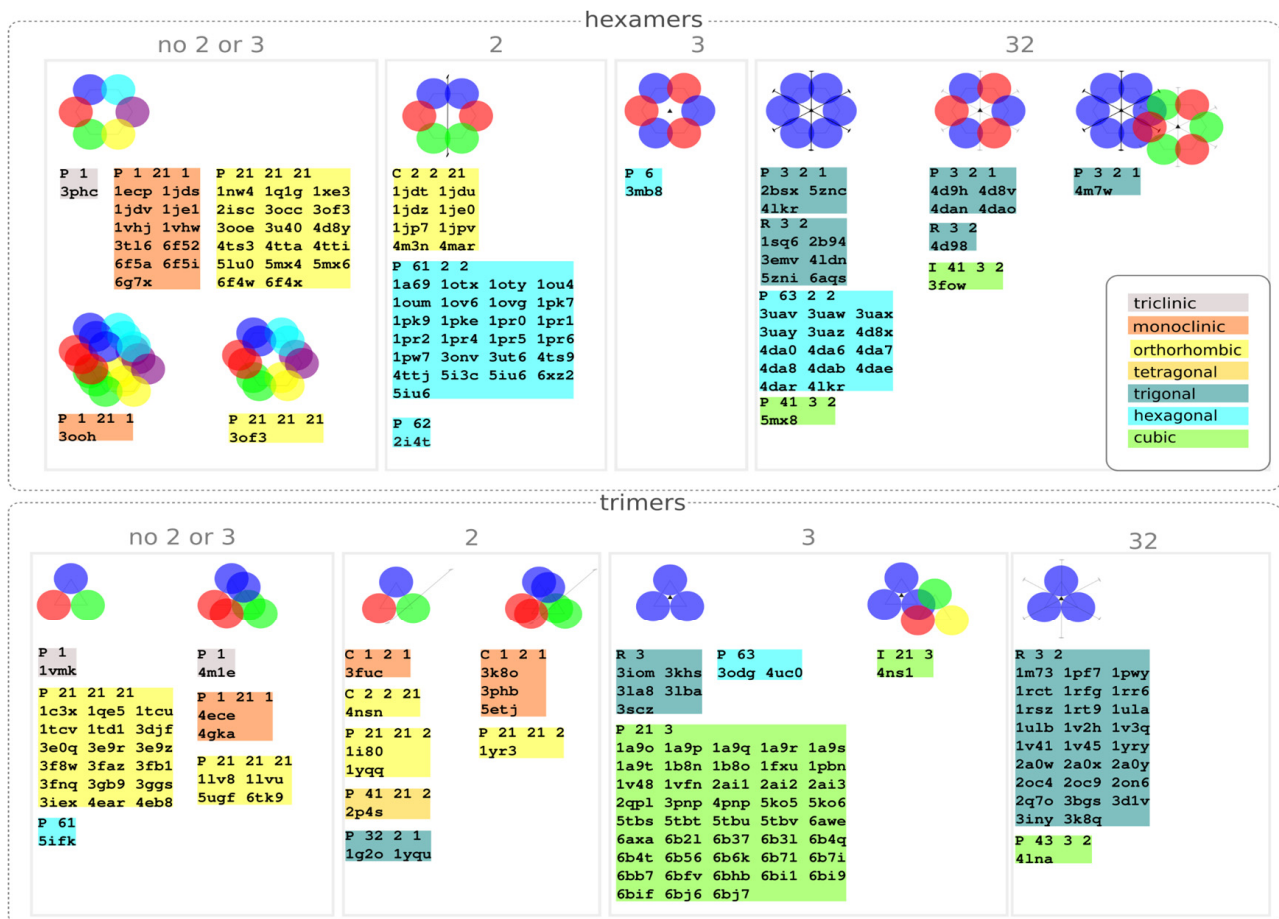 hexamers
no 2 or 3
2
3
32
P 1
3phc
P 1 21 1
1ecp 1jds
1jdv 1je1
1vhj 1vhw
3tl6 6f52
6f5a 6f5i
6g7x
P 21 21 21
1nw4 1q1g 1xe3
2isc 3occ 3of3
3ooe 3u40 4d8y
4ts3 4tta 4tti
5lu0 5mx4 5mx6
6f4w 6f4x
P 1 21 1
3ooh
P 21 21 21
3of3
C 2 2 21
1jdt 1jdu
1jdz 1je0
1jp7 1jpv
4m3n 4mar
P 61 2 2
1a69 1otx 1oty 1ou4
1oum 1ov6 1ovg 1pk7
1pk9 1pke 1pr0 1pr1
1pr2 1pr4 1pr5 1pr6
1pw7 3onv 3ut6 4ts9
4ttj 5i3c 5iu6 6xz2
5iu6
P 62
2i4t
P 6
3mb8
P 3 2 1
2bsx 5znc
4lkr
R 3 2
1sq6 2b94
3emv 4ldn
5zni 6aqs
P 63 2 2
3uav 3uaw 3uax
3uay 3uaz 4d8x
4da0 4da6 4da7
4da8 4dab 4dae
4dar 4lkr
P 41 3 2
5mx8
P 3 2 1
4d9h 4d8v
4dan 4dao
R 3 2
4d98
I 41 3 2
3fow
P 3 2 1
4m7w
triclinic
monoclinic
orthorhombic
tetragonal
trigonal
hexagonal
cubic
trimers
no 2 or 3
2
3
32
P 1
1vmk
P 21 21 21
1c3x 1qe5 1tcu
1tcv 1td1 3djf
3e0q 3e9r 3e9z
3f8w 3faz 3fb1
3fnq 3gb9 3ggs
3iex 4ear 4eb8
P 61
5ifk
P 1
4m1e
P 1 21 1
4ece
4gka
P 21 21 21
1lv8 1lvu
5ugf 6tk9
C 1 2 1
3fuc
C 2 2 21
4nsn
P 21 21 2
1i80
1yqq
P 41 21 2
2p4s
P 32 2 1
1g2o 1yqu
C 1 2 1
3k8o
3phb
5etj
P 21 21 2
1yr3
R 3
3iom 3khs
3la8 3lba
3scz
P 63
3odg 4uc0
P 21 3
1a9o 1a9p 1a9q 1a9r 1a9s
1a9t 1b8n 1b8o 1fxu 1pbn
1v48 1vfn 2ai1 2ai2 2ai3
2qpl 3pnp 4pnp 5ko5 5ko6
5tbs 5tbt 5tbu 5tbv 6awe
6axa 6b2l 6b37 6b3l 6b4q
6b4t 6b56 6b6k 6b71 6b7i
6bb7 6bfv 6bhb 6bi1 6bi9
6bif 6bj6 6bj7
I 21 3
4ns1
R 3 2
1m73 1pf7 1pwy
1rct 1rfg 1rr6
1rsz 1rt9 1ula
1ulb 1v2h 1v3q
1v41 1v45 1yry
2a0w 2a0x 2a0y
2oc4 2oc9 2on6
2q7o 3bgs 3d1v
3iny 3k8q
P 43 3 2
4lna